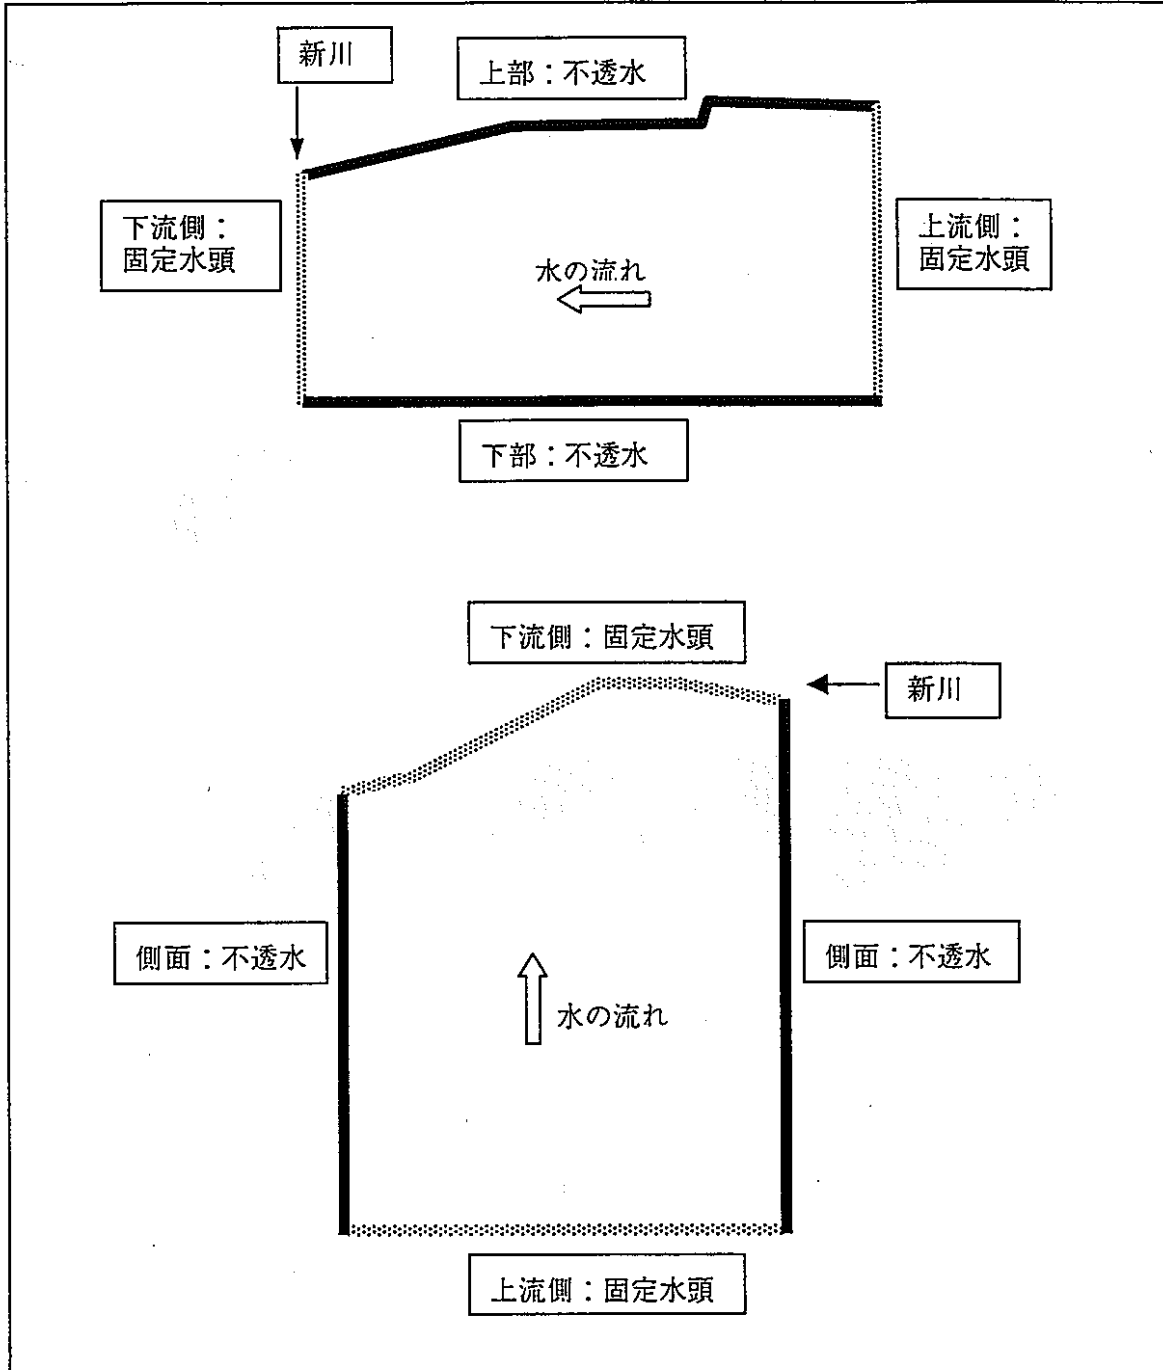 新川
上部：不透水
下流側：
固定水頭
上流側：
固定水頭
水の流れ
下部：不透水
下流側：固定水頭
新川
側面：不透水
側面：不透水
水の流れ
上流側：固定水頭